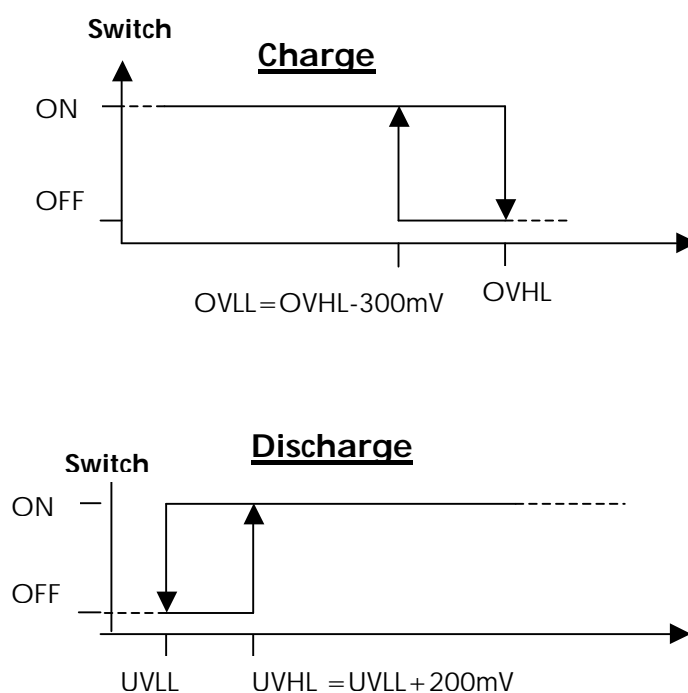 Switch
Charge
ON
OFF
OVLL=OVHL-300mV
OVHL
Discharge
Switch
ON
OFF
UVLL
UVHL =UVLL+200mV